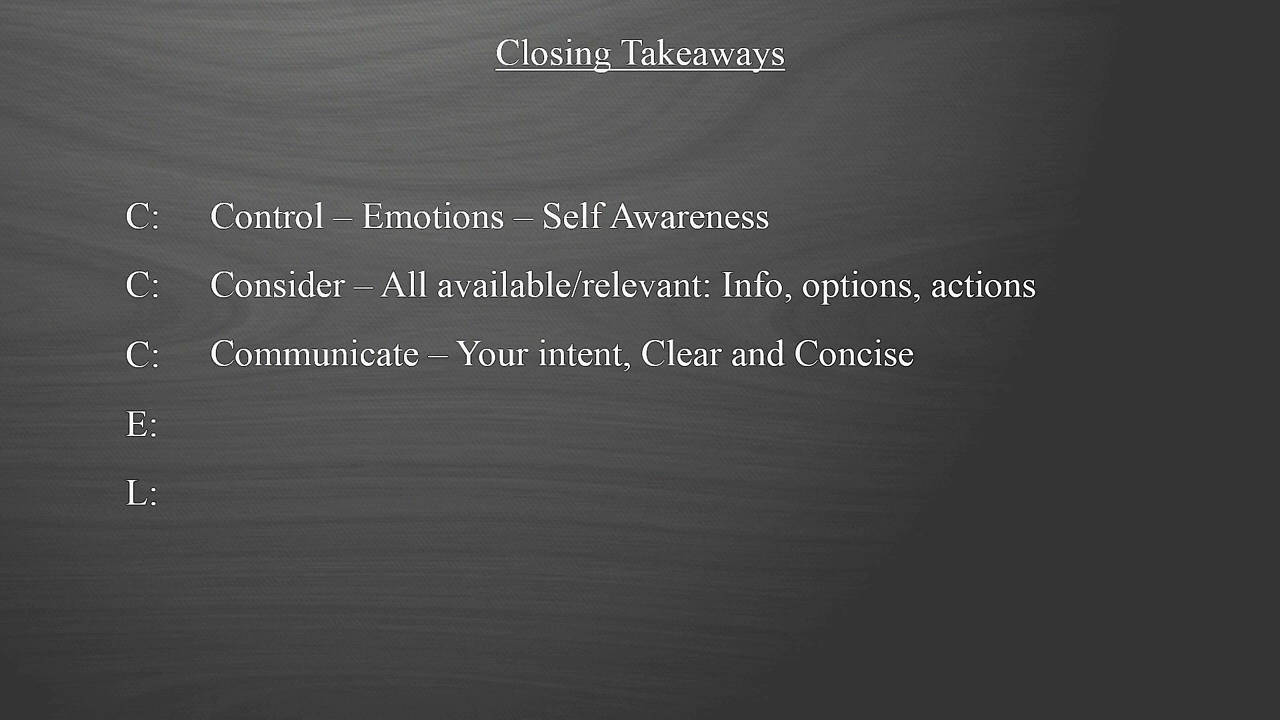 Closing Takeaways
C: Control – Emotions – Self Awareness
C: Consider – All available/relevant: Info, options, actions
C: Communicate – Your intent, Clear and Concise
E:
L: